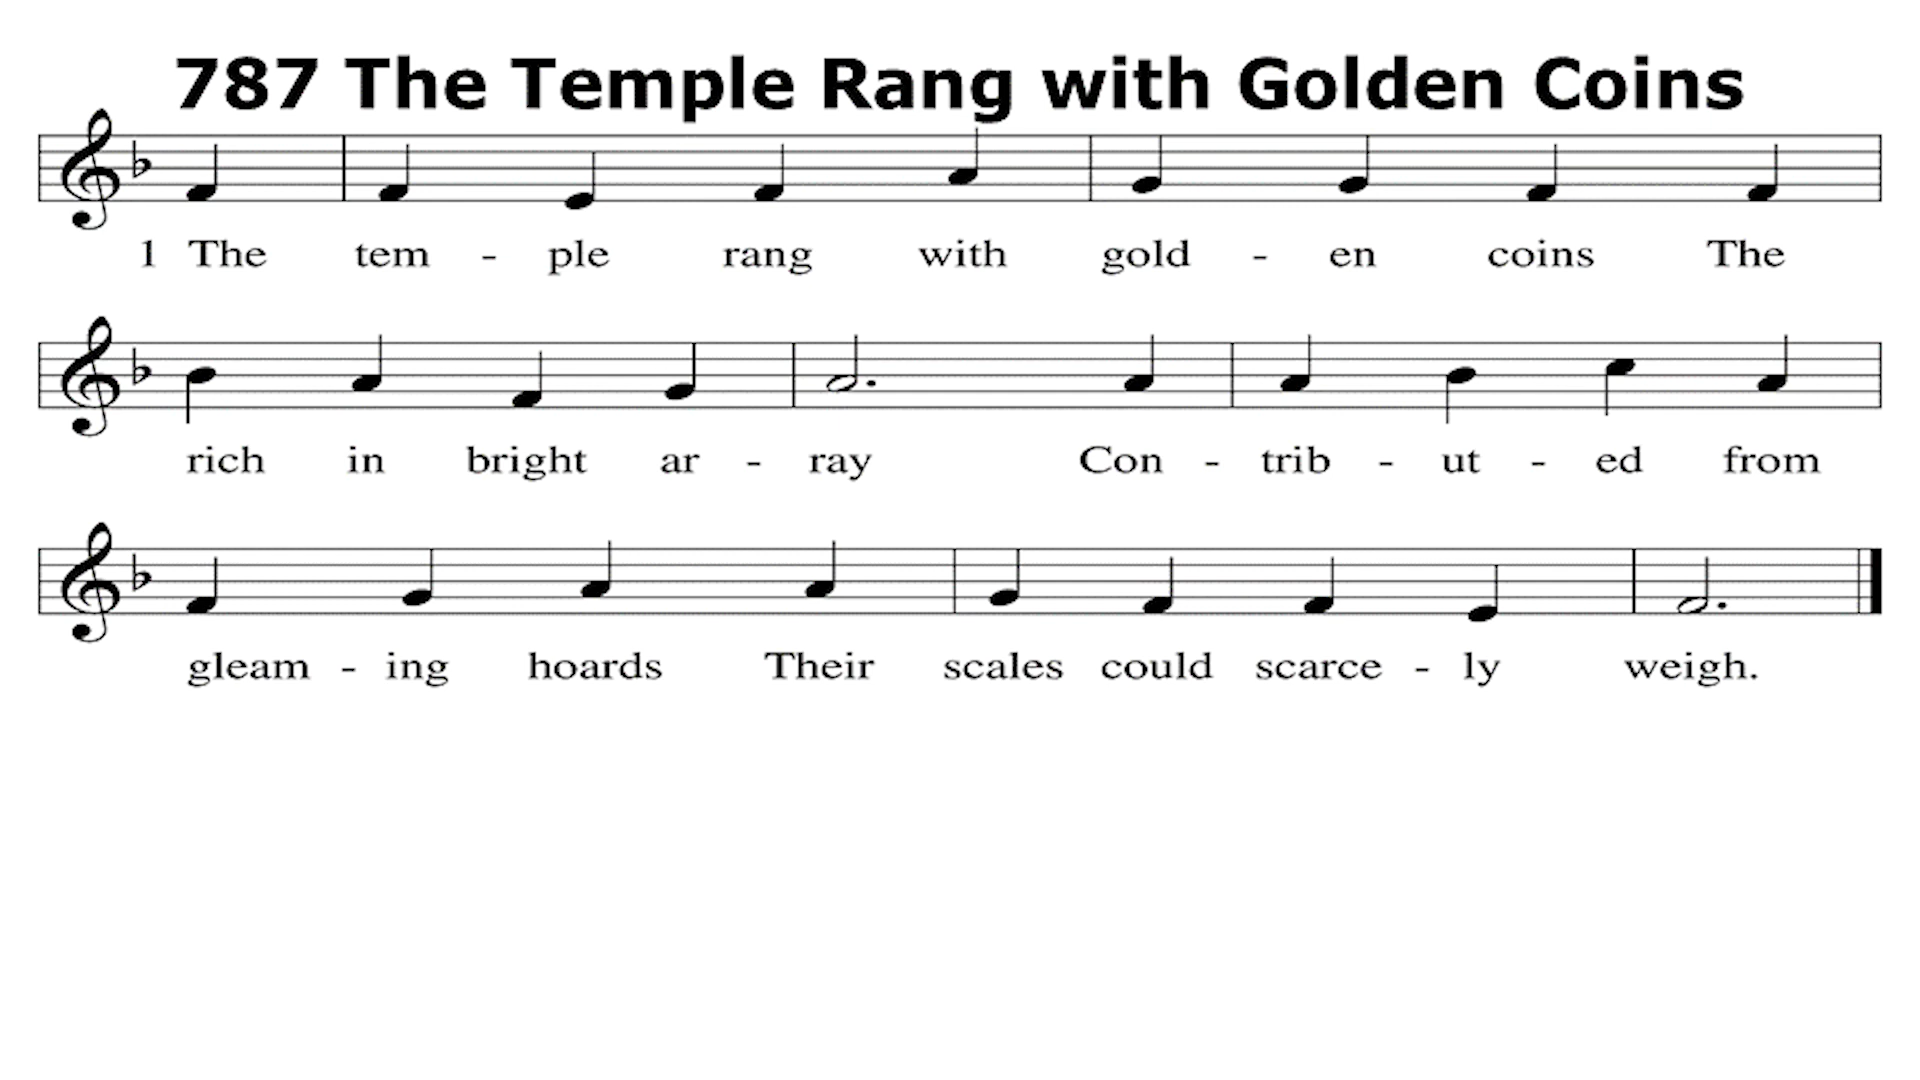 787 The Temple Rang with Golden Coins
1 The tem - ple rang with gold - en coins The
rich in bright ar - ray Con - trib - ut - ed from
gleam - ing hoards Their scales could scarce - ly weigh.